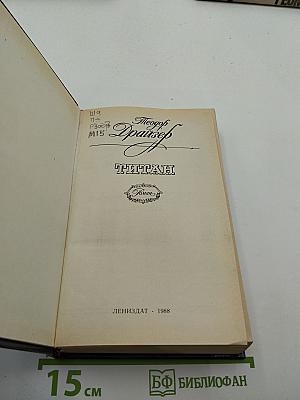 Теодор
Драйзер
ТИТАН
Роман
ЛЕНИЗДАТ · 1988
15 см
БФ БИБЛИОФАН